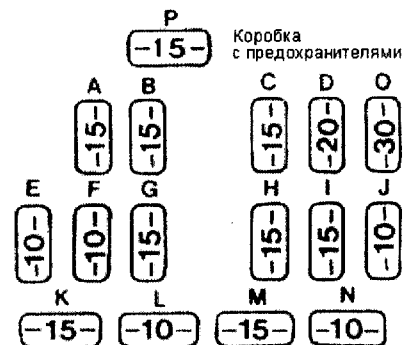 P
Коробка
с предохранителями
-15-
A B C D O
-15- -15- -15- -20- -30-
E F G H I J
-10- -10- -15- -15- -15- -10-
K L M N
-15- -10- -15- -10-